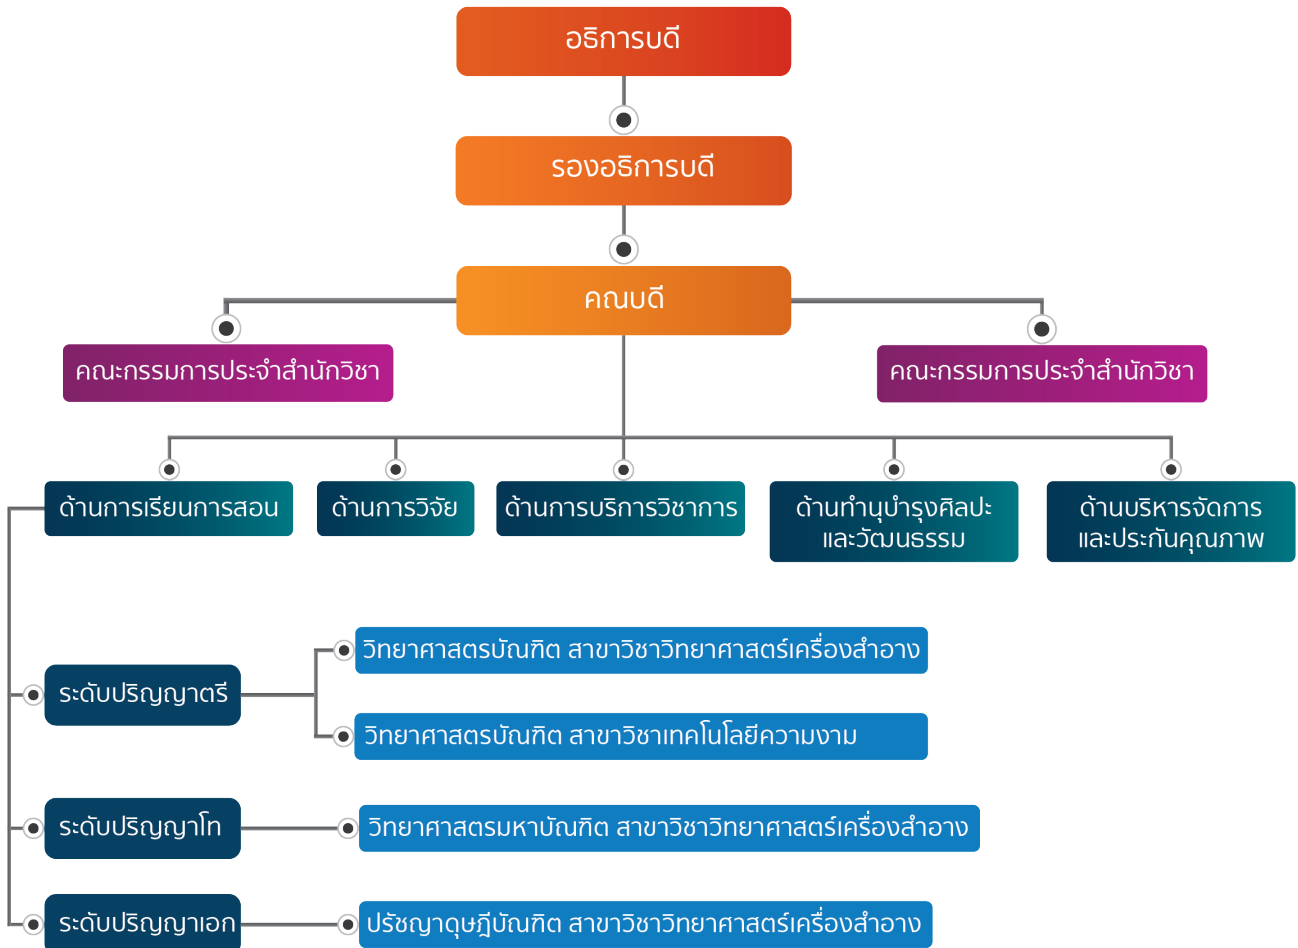 อธิการบดี
รองอธิการบดี
คณบดี
คณะกรรมการประจำสำนักวิชา
คณะกรรมการประจำสำนักวิชา
ด้านการเรียนการสอน
ด้านการวิจัย
ด้านการบริการวิชาการ
ด้านทำนุบำรุงศิลปะ
และวัฒนธรรม
ด้านบริหารจัดการ
และประกันคุณภาพ
ระดับปริญญาตรี
วิทยาศาสตรบัณฑิต สาขาวิชาวิทยาศาสตร์เครื่องสำอาง
วิทยาศาสตรบัณฑิต สาขาวิชาเทคโนโลยีความงาม
ระดับปริญญาโท
วิทยาศาสตรมหาบัณฑิต สาขาวิชาวิทยาศาสตร์เครื่องสำอาง
ระดับปริญญาเอก
ปรัชญาดุษฎีบัณฑิต สาขาวิชาวิทยาศาสตร์เครื่องสำอาง